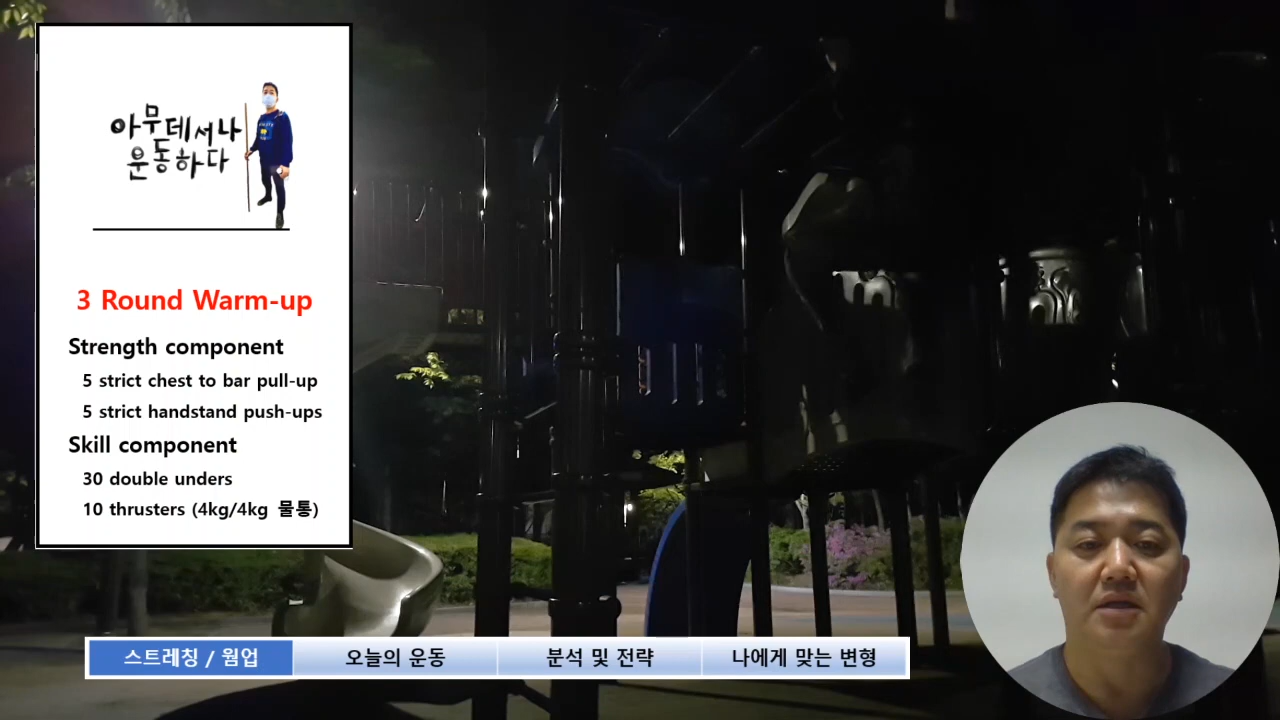 아무데서나
운동하다
3 Round Warm-up
Strength component
5 strict chest to bar pull-up
5 strict handstand push-ups
Skill component
30 double unders
10 thrusters (4kg/4kg 물통)
스트레칭 / 웜업
오늘의 운동
분석 및 전략
나에게 맞는 변형